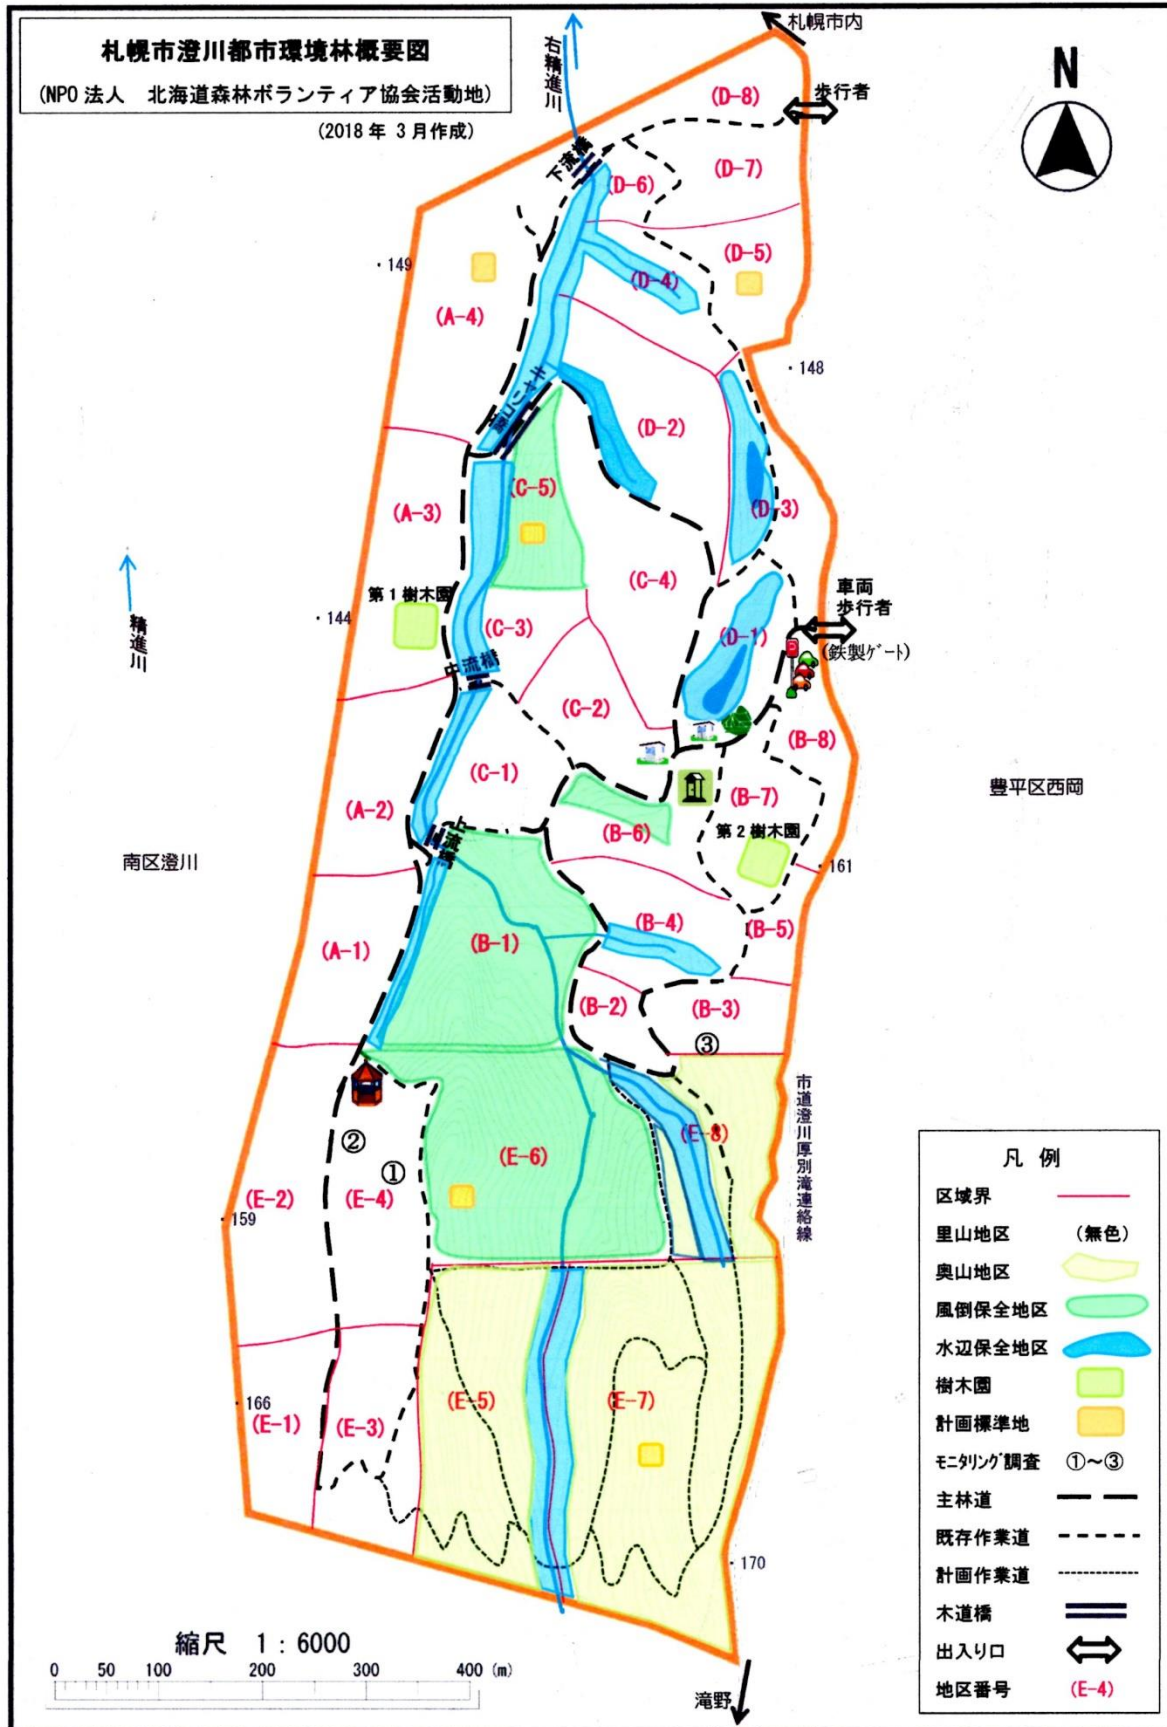 札幌市澄川都市環境林概要図
(NPO 法人　北海道森林ボランティア協会活動地)
(2018 年 3 月作成)
札幌市内
右精進川
N
歩行者
(D-8)
(D-7)
下流橋
(D-6)
(D-5)
(D-4)
・149
(A-4)
・148
(D-2)
(C-5)
(D-3)
(A-3)
(C-4)
車両
歩行者
(鉄製ゲート)
第１樹木園
・144
精進川
(C-3)
(D-1)
中流橋
(C-2)
(B-8)
(C-1)
(B-7)
豊平区西岡
(A-2)
上流橋
(B-6)
第２樹木園
・161
南区澄川
(A-1)
(B-1)
(B-4)
(B-5)
(B-2)
(B-3)
③
市道澄川厚別滝連絡線
②
①
(E-8)
(E-6)
(E-2)
(E-4)
・159
・166
(E-1)
(E-3)
(E-5)
(E-7)
・170
滝野
縮尺　1：6000
0 50 100 200 300 400 (m)
凡 例
区域界
里山地区 (無色)
奥山地区
風倒保全地区
水辺保全地区
樹木園
計画標準地
モニタリング調査 ①～③
主林道
既存作業道
計画作業道
木道橋
出入り口
地区番号 (E-4)